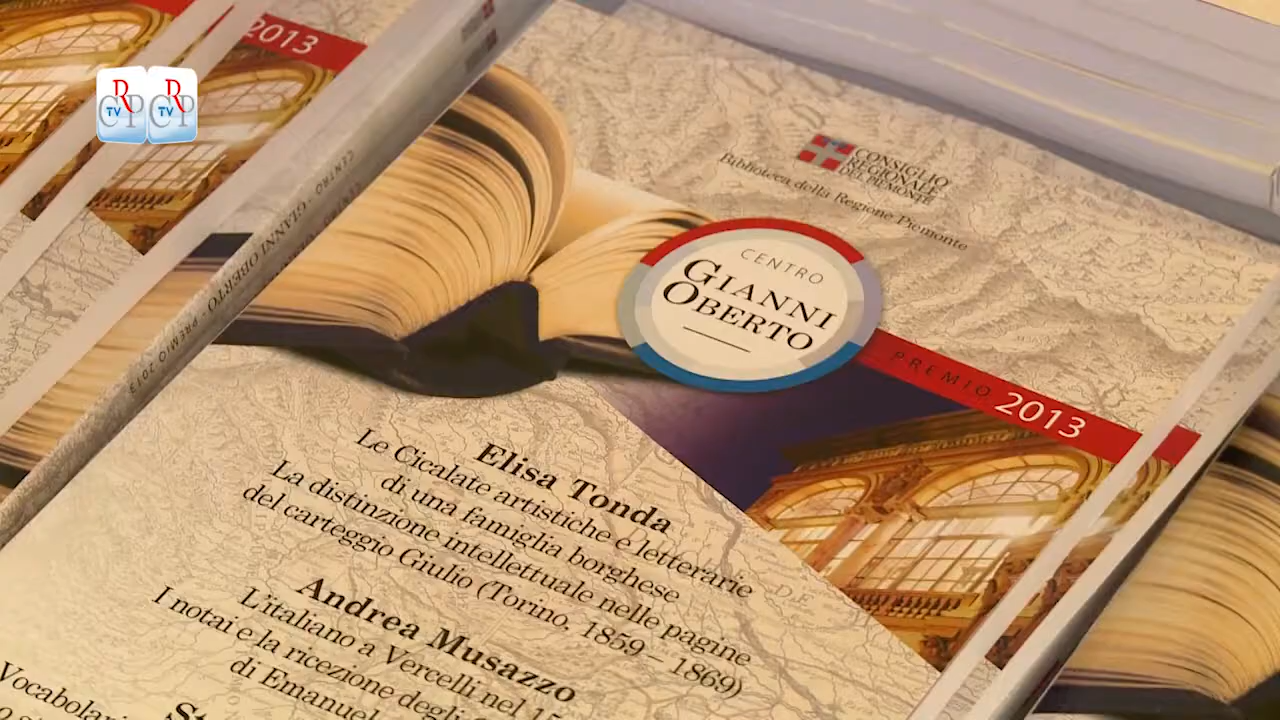 2013
CRP TV CRP TV
CENTRO GIANNI OBERTO · PREMIO 2013
CONSIGLIO
REGIONALE
DEL PIEMONTE
Biblioteca della Regione Piemonte
CENTRO
GIANNI
OBERTO
PREMIO 2013
Elisa Tonda
Le Cicalate artistiche e letterarie
di una famiglia borghese
La distinzione intellettuale nelle pagine
del carteggio Giulio (Torino, 1859 – 1869)
Andrea Musazzo
L'italiano a Vercelli nel
I notai e la ricezione degli
di Emanuel